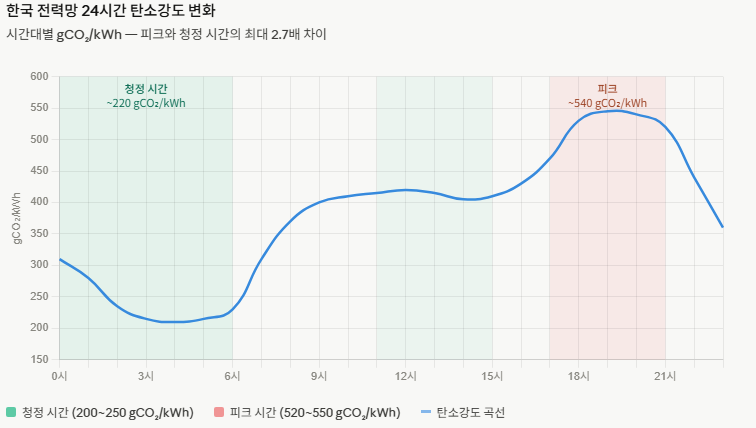 한국 전력망 24시간 탄소강도 변화
시간대별 gCO₂/kWh — 피크와 청정 시간의 최대 2.7배 차이
청정 시간
~220 gCO₂/kWh
피크
~540 gCO₂/kWh
600
550
500
450
400
350
300
250
200
150
gCO₂/kWh
0시
3시
6시
9시
12시
15시
18시
21시
청정 시간 (200~250 gCO₂/kWh)
피크 시간 (520~550 gCO₂/kWh)
탄소강도 곡선